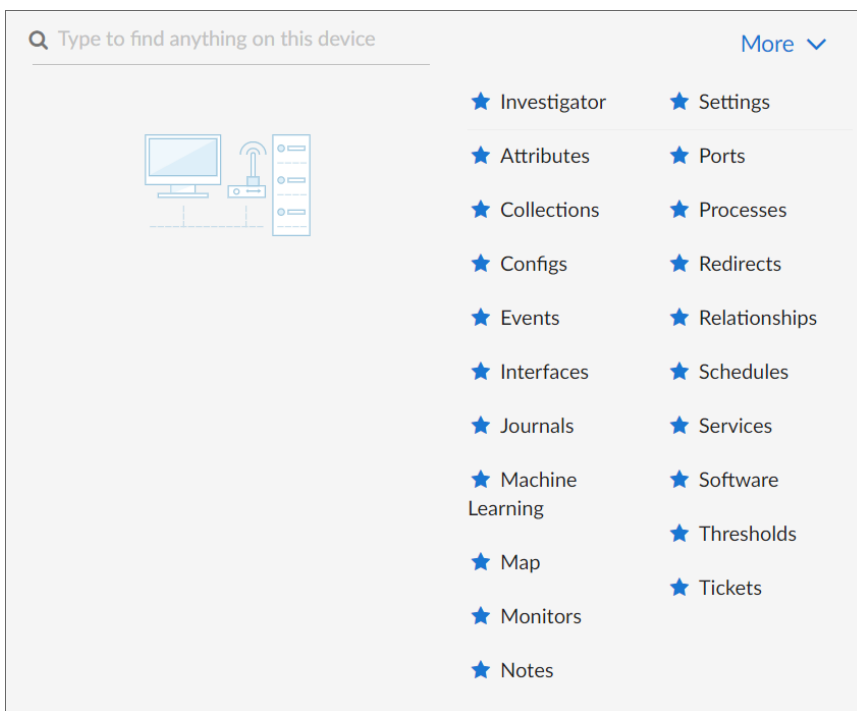 Type to find anything on this device
More
Investigator
Settings
Attributes
Ports
Collections
Processes
Configs
Redirects
Events
Relationships
Interfaces
Schedules
Journals
Services
Machine
Learning
Software
Thresholds
Map
Tickets
Monitors
Notes